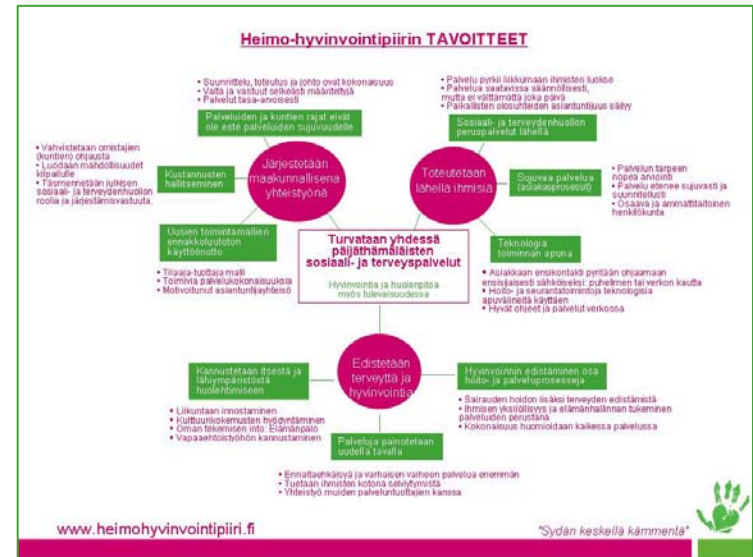 Heimo-hyvinvointipiirin TAVOITTEET
• Suunnittelu, toteutus ja johto ovat kokonaisuus
• Valta ja vastuut selkeästi määriteltyjä
• Palvelut tasa-arvoisesti
Palveluiden ja kuntien rajat eivät
ole este palveluiden sujuvuudelle
• Vahvistetaan omistajien
(kuntien) ohjausta
• Luodaan mahdollisuudet
kilpailulle
• Täsmennetään julkisen
sosiaali- ja terveydenhuollon
roolia ja järjestämisvastuuta.
Kustannusten
hallitseminen
Järjestetään
maakunnallisena
yhteistyönä
Uusien toimintamallien
ennakkoluuloton
käyttöönotto
• Tilaaja-tuottaja malli
• Toimivia palvelukokonaisuuksia
• Motivoitunut asiantuntijayhteisö
• Palvelu pyrkii liikkumaan ihmisten luokse
• Palvelua saatavissa säännöllisesti,
mutta ei välttämättä joka päivä
• Paikallisten olosuhteiden asiantuntijuus säilyy
Sosiaali- ja terveydenhuollon
peruspalvelut lähellä
Toteutetaan
lähellä ihmisiä
Sujuvaa palvelua
(asiakasprosessit)
• Palvelun tarpeen
nopea arviointi
• Palvelu etenee sujuvasti ja
suunnitellusti
• Osaava ja ammattitaitoinen
henkilökunta
Teknologia
toiminnan apuna
• Asiakkaan ensikontakti pyritään ohjaamaan
ensisijaisesti sähköiseksi: puhelimen tai verkon kautta
• Hoito- ja seurantatoimintoja teknologisia
apuvälineitä käyttäen
• Hyvät ohjeet ja palvelut verkossa
Turvataan yhdessä
päijäthämäläisten
sosiaali- ja terveyspalvelut
Hyvinvointia ja huolenpitoa
myös tulevaisuudessa
Edistetään
terveyttä ja
hyvinvointia
Kannustetaan itsestä ja
lähiympäristöstä
huolehtimiseen
• Liikuntaan innostaminen
• Kulttuurikokemusten hyödyntäminen
• Oman tekemisen into: Elämänpalo
• Vapaaehtoistyöhön kannustaminen
Hyvinvoinnin edistäminen osa
hoito- ja palveluprosesseja
• Sairauden hoidon lisäksi terveyden edistämistä
• Ihmisen yksilöllisyys ja elämänhallinnan tukeminen
palveluiden perustana
• Kokonaisuus huomioidaan kaikessa palvelussa
Palveluja painotetaan
uudella tavalla
• Ennaltaehkäisyä ja varhaisen vaiheen palvelua enemmän
• Tuetaan ihmisten kotona selviytymistä
• Yhteistyö muiden palveluntuottajien kanssa
www.heimohyvinvointipiiri.fi
"Sydän keskellä kämmentä"